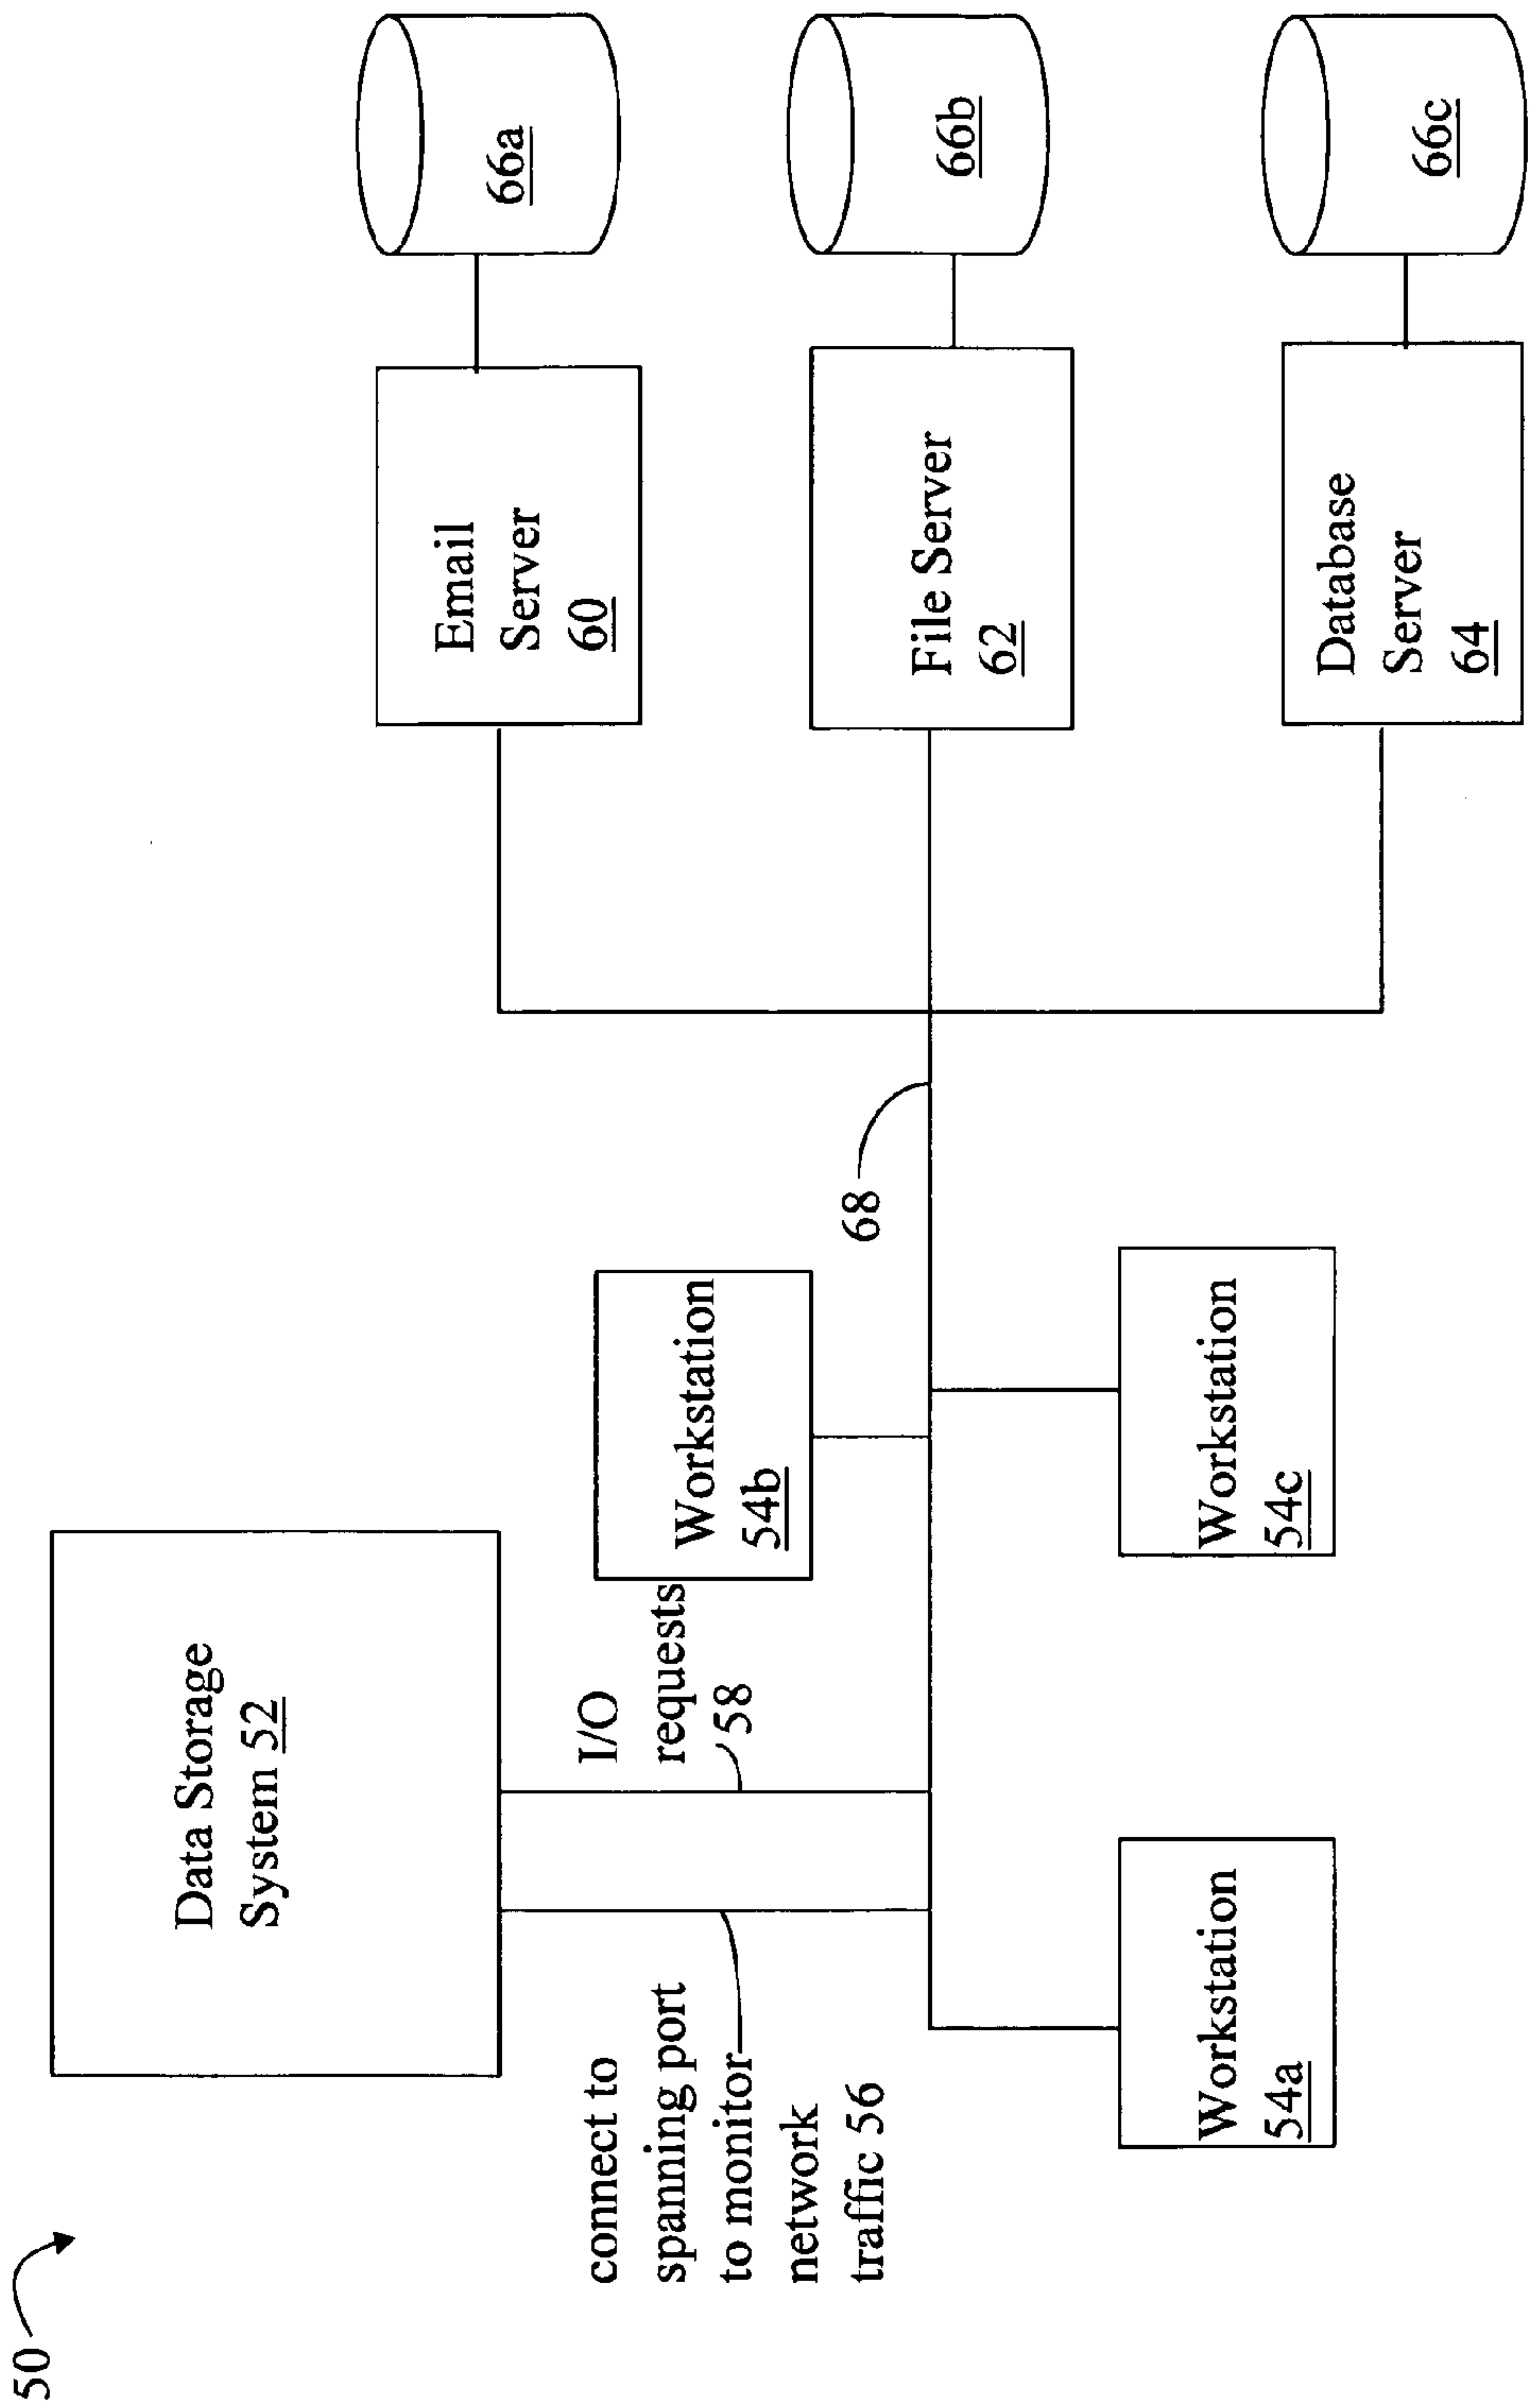 50
Data Storage
System 52
connect to
spanning port
to monitor
network
traffic 56
I/O
requests
58
Workstation
54b
Workstation
54a
Workstation
54c
68
Email
Server
60
66a
File Server
62
66b
Database
Server
64
66c